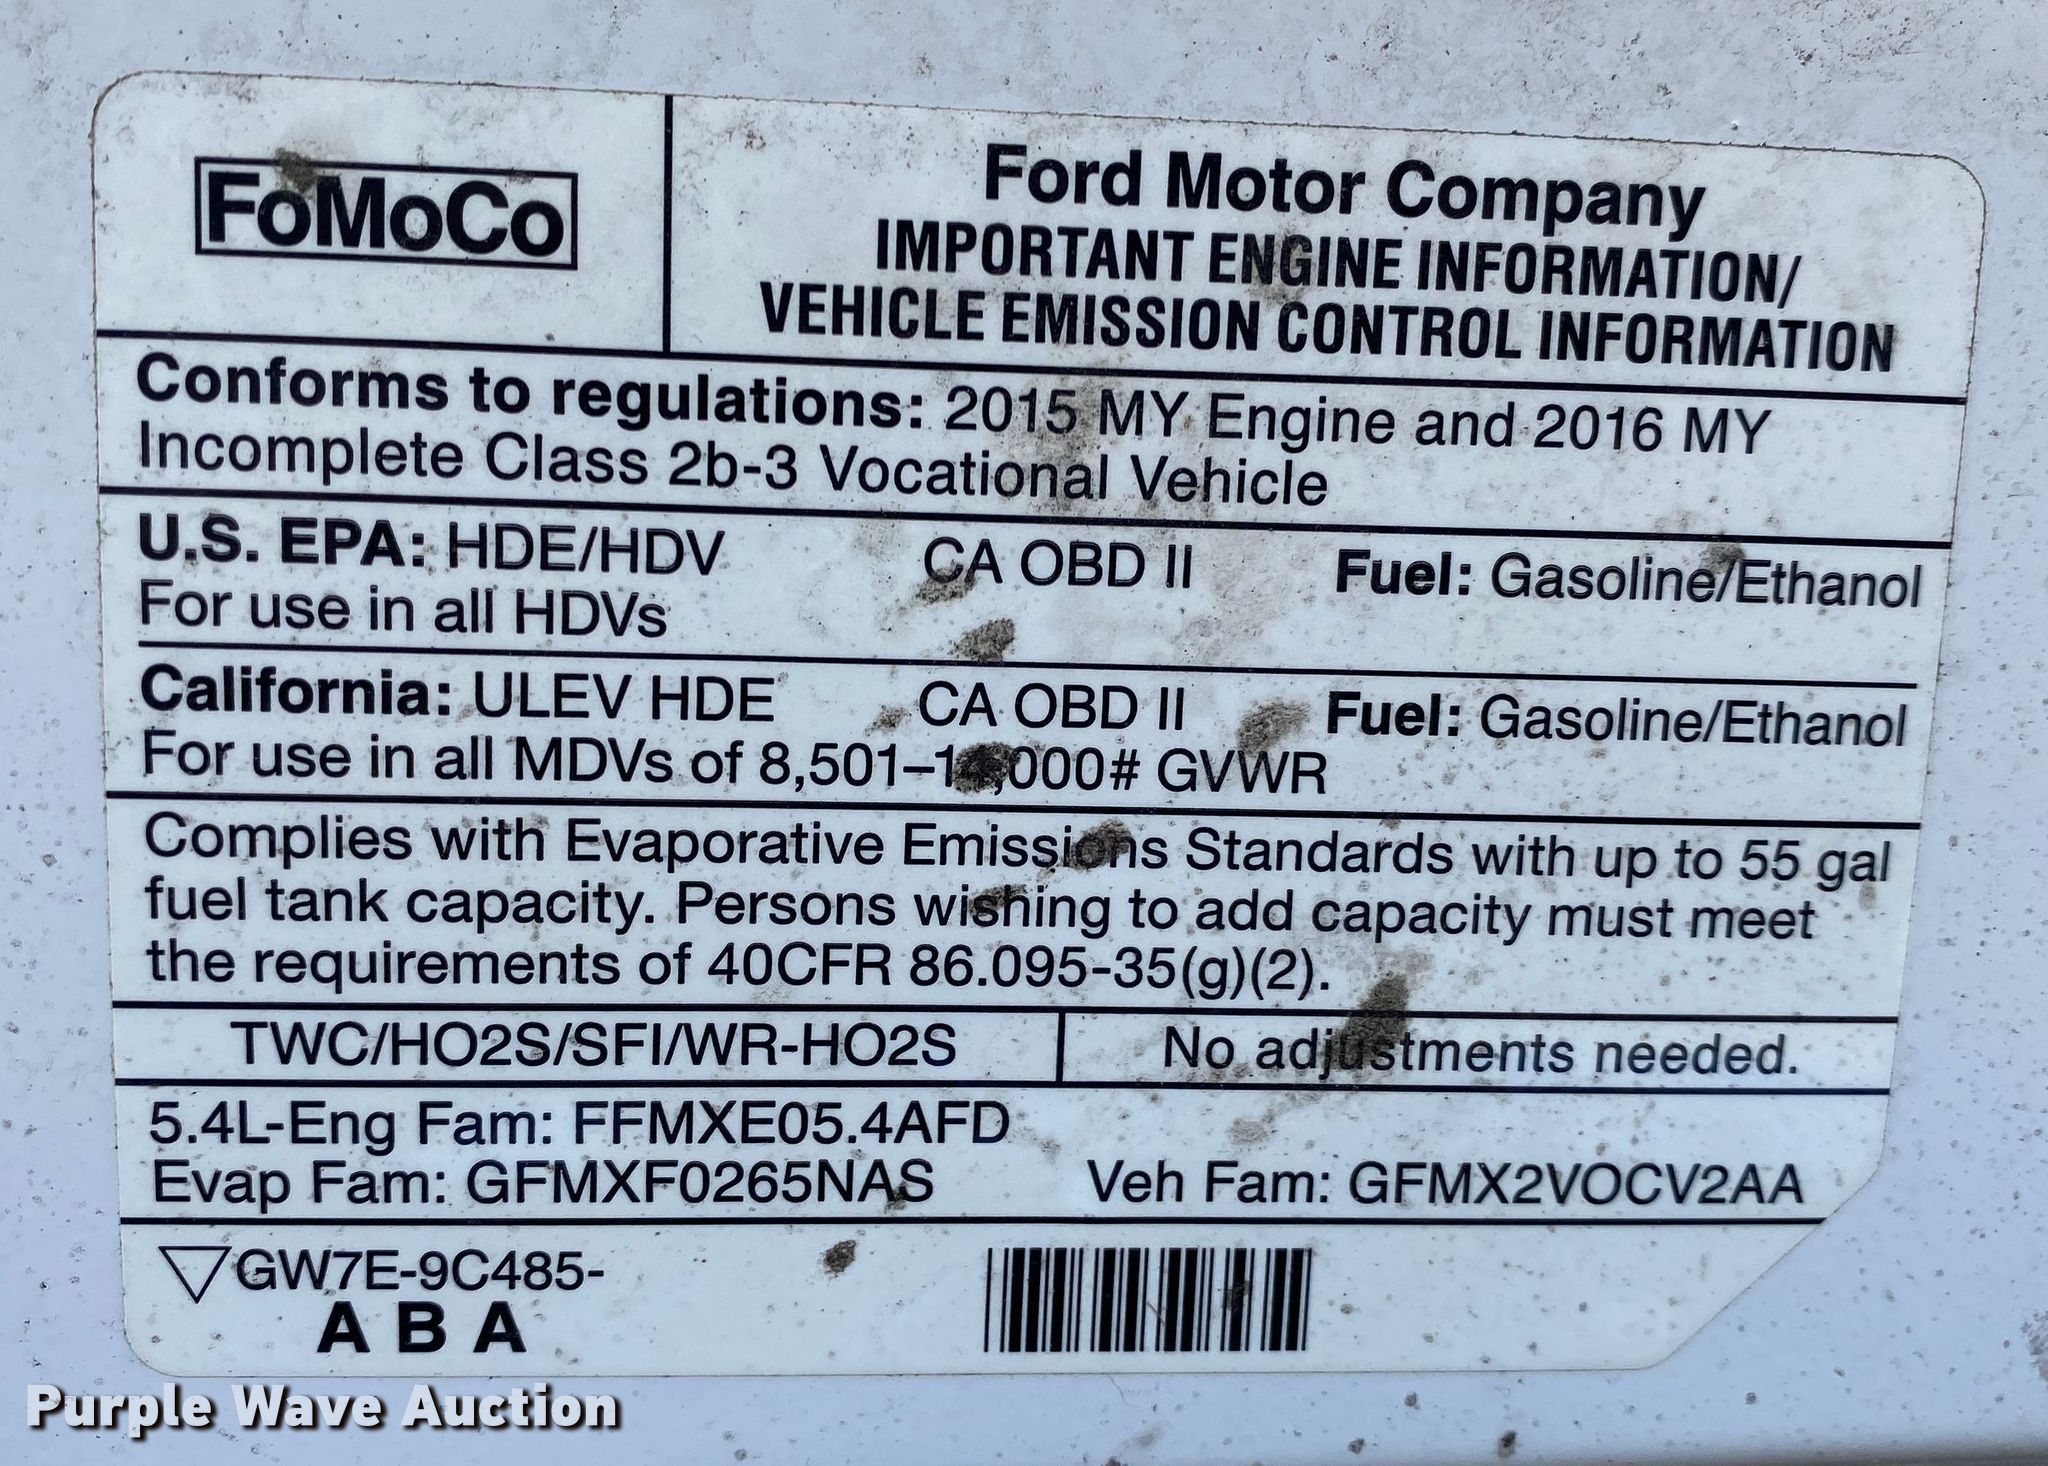 FoMoCo
Ford Motor Company
IMPORTANT ENGINE INFORMATION/
VEHICLE EMISSION CONTROL INFORMATION
Conforms to regulations: 2015 MY Engine and 2016 MY
Incomplete Class 2b-3 Vocational Vehicle
U.S. EPA: HDE/HDV CA OBD II Fuel: Gasoline/Ethanol
For use in all HDVs
California: ULEV HDE CA OBD II Fuel: Gasoline/Ethanol
For use in all MDVs of GVWR
Complies with Evaporative Emissions Standards with up to 55 gal
fuel tank capacity. Persons wishing to add capacity must meet
the requirements of 40CFR 86.095-35(g)(2).
TWC/HO2S/SFI/WR-HO2S
No adjustments needed.
5.4L-Eng Fam: FFMXE05.4AFD
Evap Fam: GFMXF0265NAS Veh Fam: GFMX2VOCV2AA
GW7E-9C485-
A B A
Purple Wave Auction